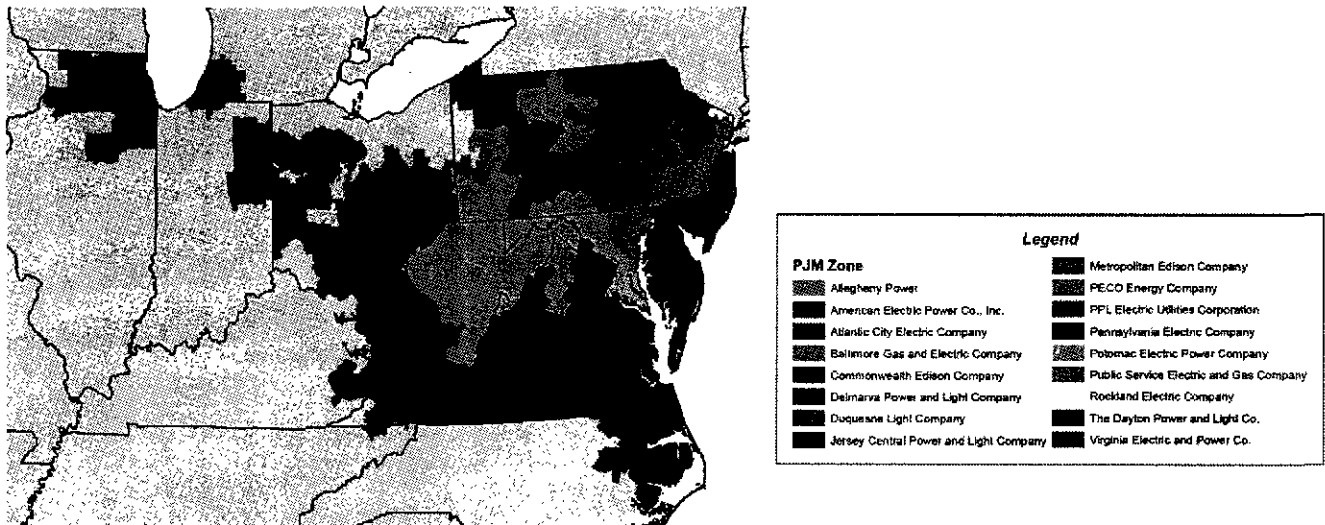 Legend
PJM Zone
Allegheny Power
American Electric Power Co., Inc.
Atlantic City Electric Company
Baltimore Gas and Electric Company
Commonwealth Edison Company
Delmarva Power and Light Company
Duquesne Light Company
Jersey Central Power and Light Company
Metropolitan Edison Company
PECO Energy Company
PPL Electric Utilities Corporation
Pennsylvania Electric Company
Potomac Electric Power Company
Public Service Electric and Gas Company
Rockland Electric Company
The Dayton Power and Light Co.
Virginia Electric and Power Co.